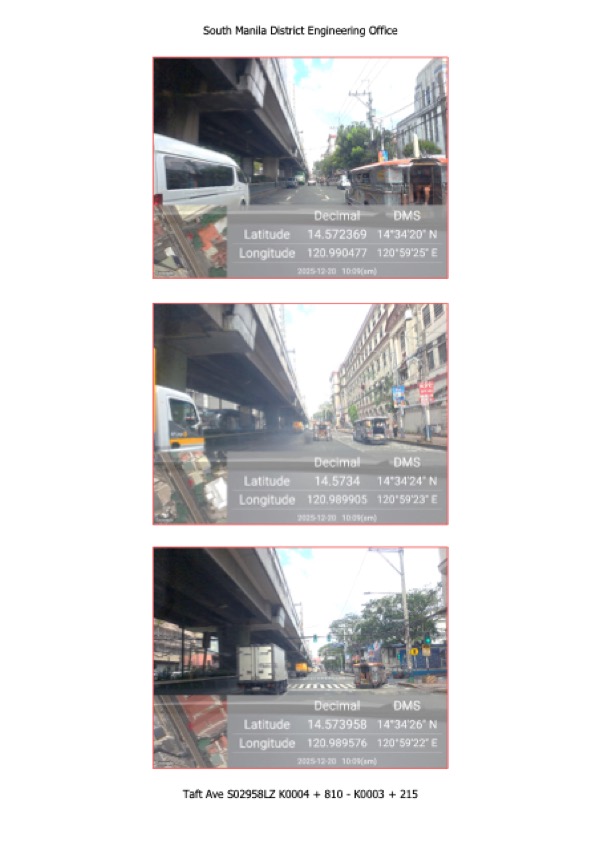 South Manila District Engineering Office
Decimal DMS
Latitude 14.572369 14°34'20" N
Longitude 120.990477 120°59'25" E
2025-12-20 10:09(am)
Decimal DMS
Latitude 14.5734 14°34'24" N
Longitude 120.989905 120°59'23" E
2025-12-20 10:09(am)
Decimal DMS
Latitude 14.573958 14°34'26" N
Longitude 120.989576 120°59'22" E
2025-12-20 10:09(am)
Taft Ave S02958LZ K0004 + 810 - K0003 + 215